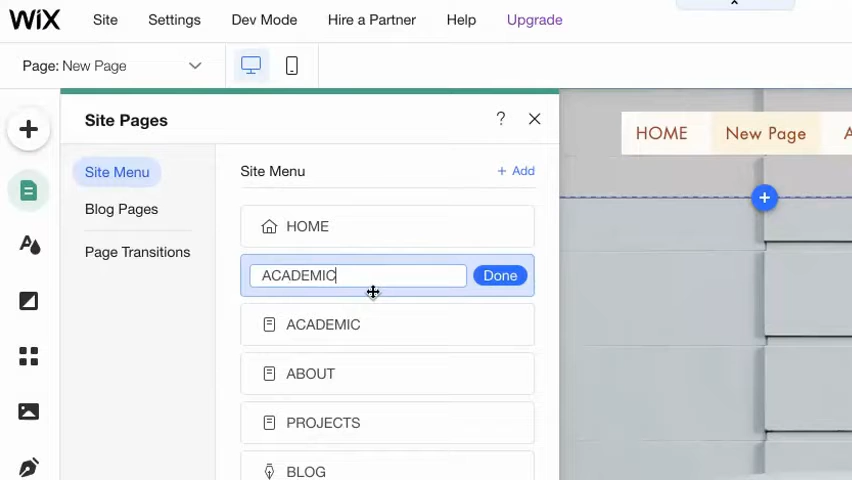 WiX Site Settings Dev Mode Hire a Partner Help Upgrade
Page: New Page
Site Pages ?
HOME New Page A
Site Menu
Blog Pages
Page Transitions
Site Menu + Add
HOME
ACADEMIC Done
ACADEMIC
ABOUT
PROJECTS
BLOG